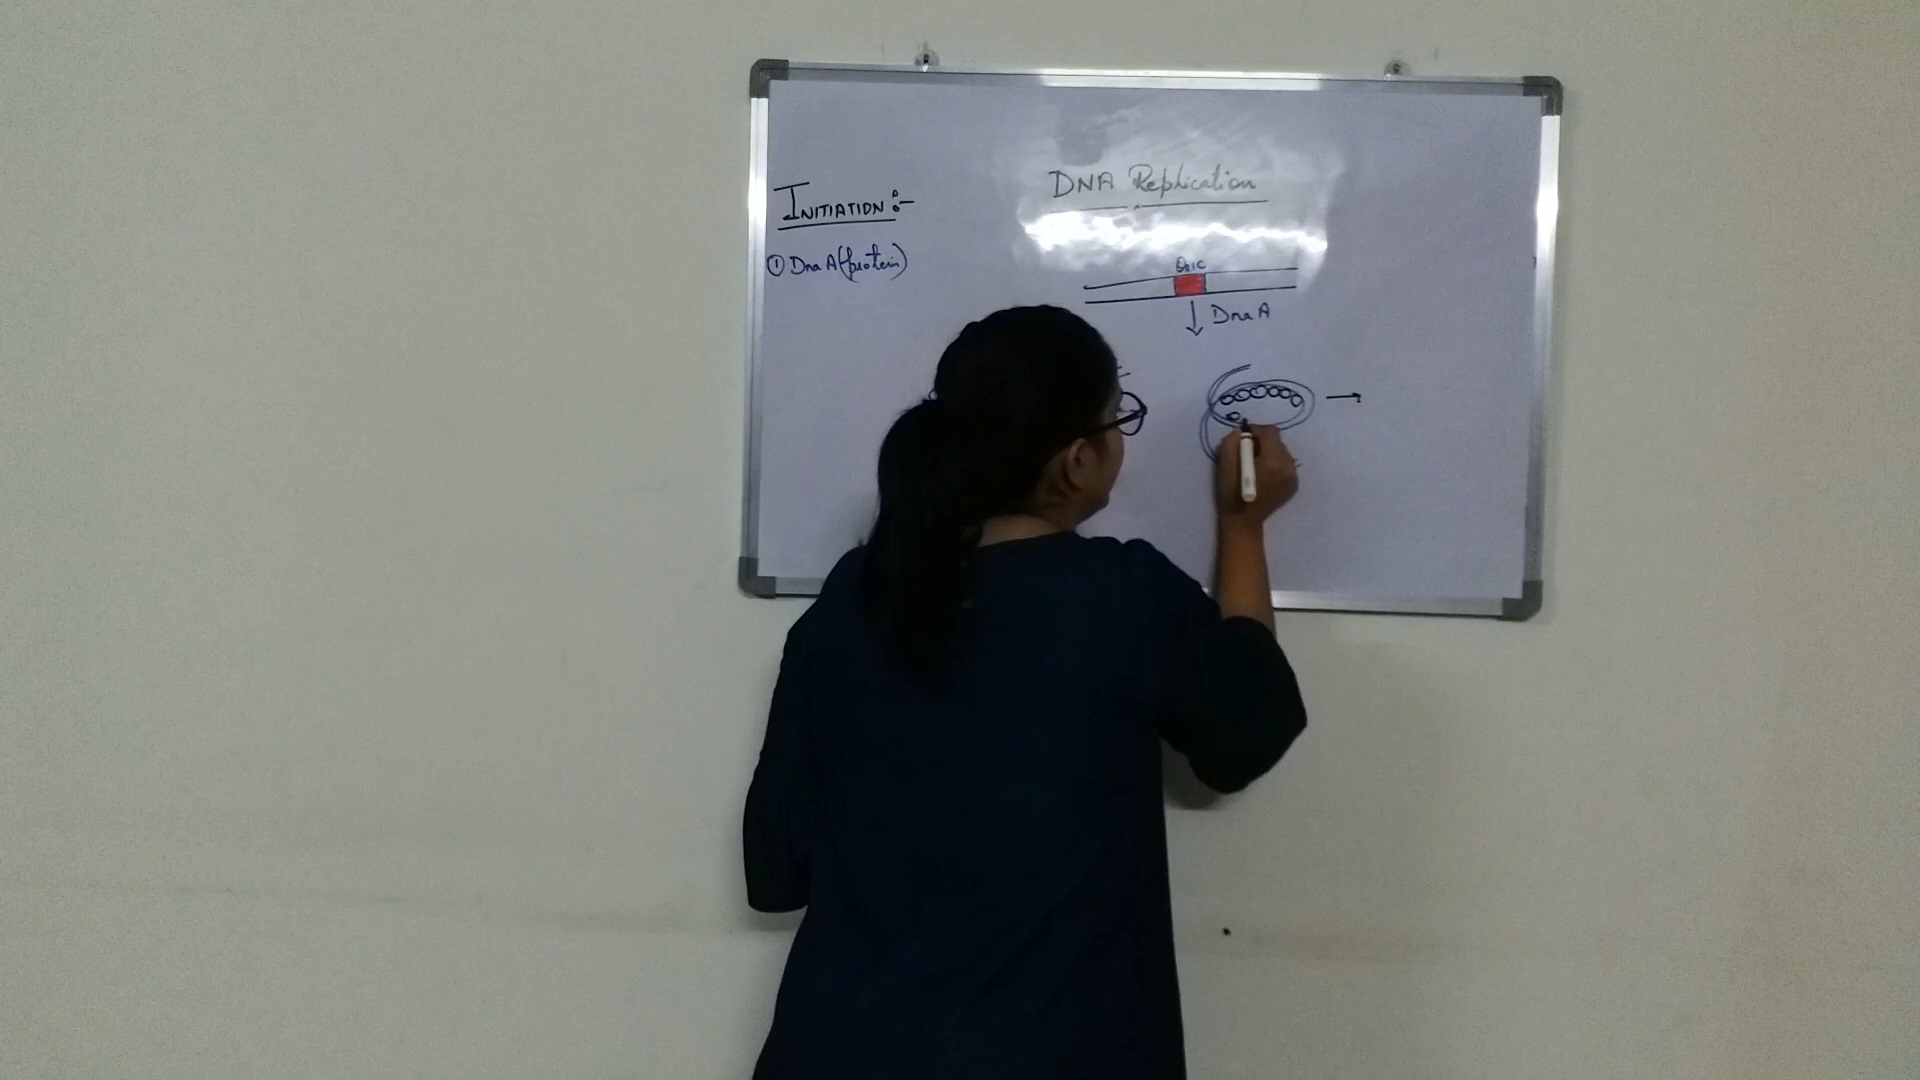 DNA Replication
INITIATION :-
① Dna A (protein)
OriC
↓ Dna A